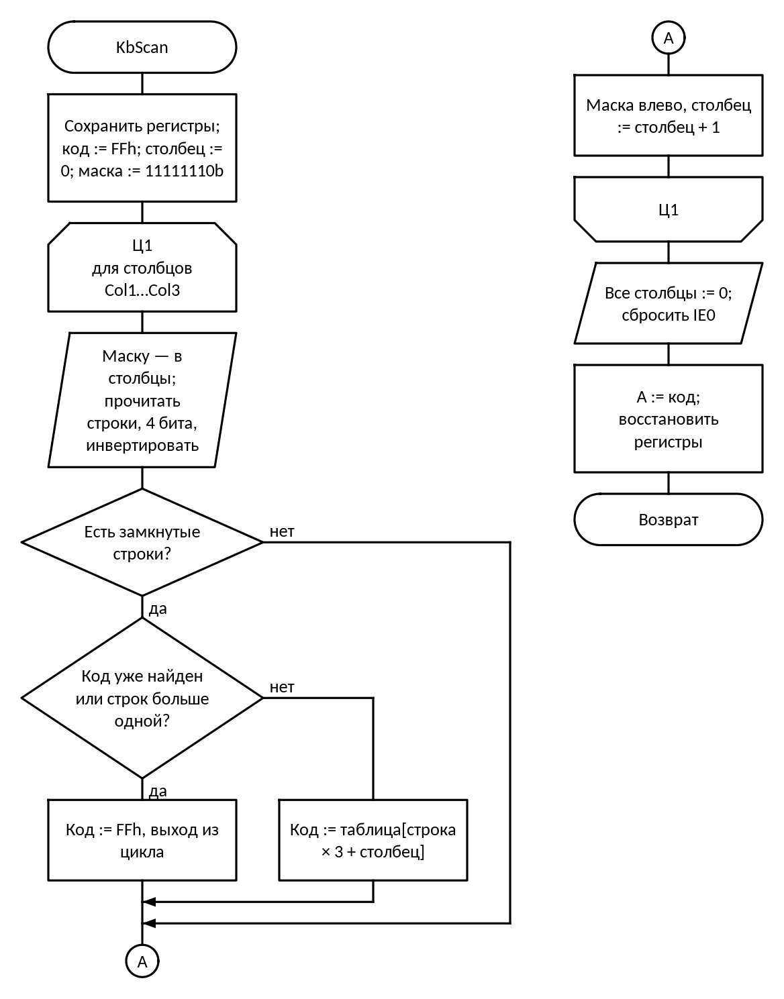 KbScan
Сохранить регистры;
код := FFh; столбец :=
0; маска := 11111110b
Ц1
для столбцов
Col1...Col3
Маску — в
столбцы;
прочитать
строки, 4 бита,
инвертировать
Есть замкнутые
строки?
нет
да
Код уже найден
или строк больше
одной?
нет
да
Код := FFh, выход из
цикла
Код := таблица[строка
× 3 + столбец]
А
А
Маска влево, столбец
:= столбец + 1
Ц1
Все столбцы := 0;
сбросить IE0
А := код;
восстановить
регистры
Возврат